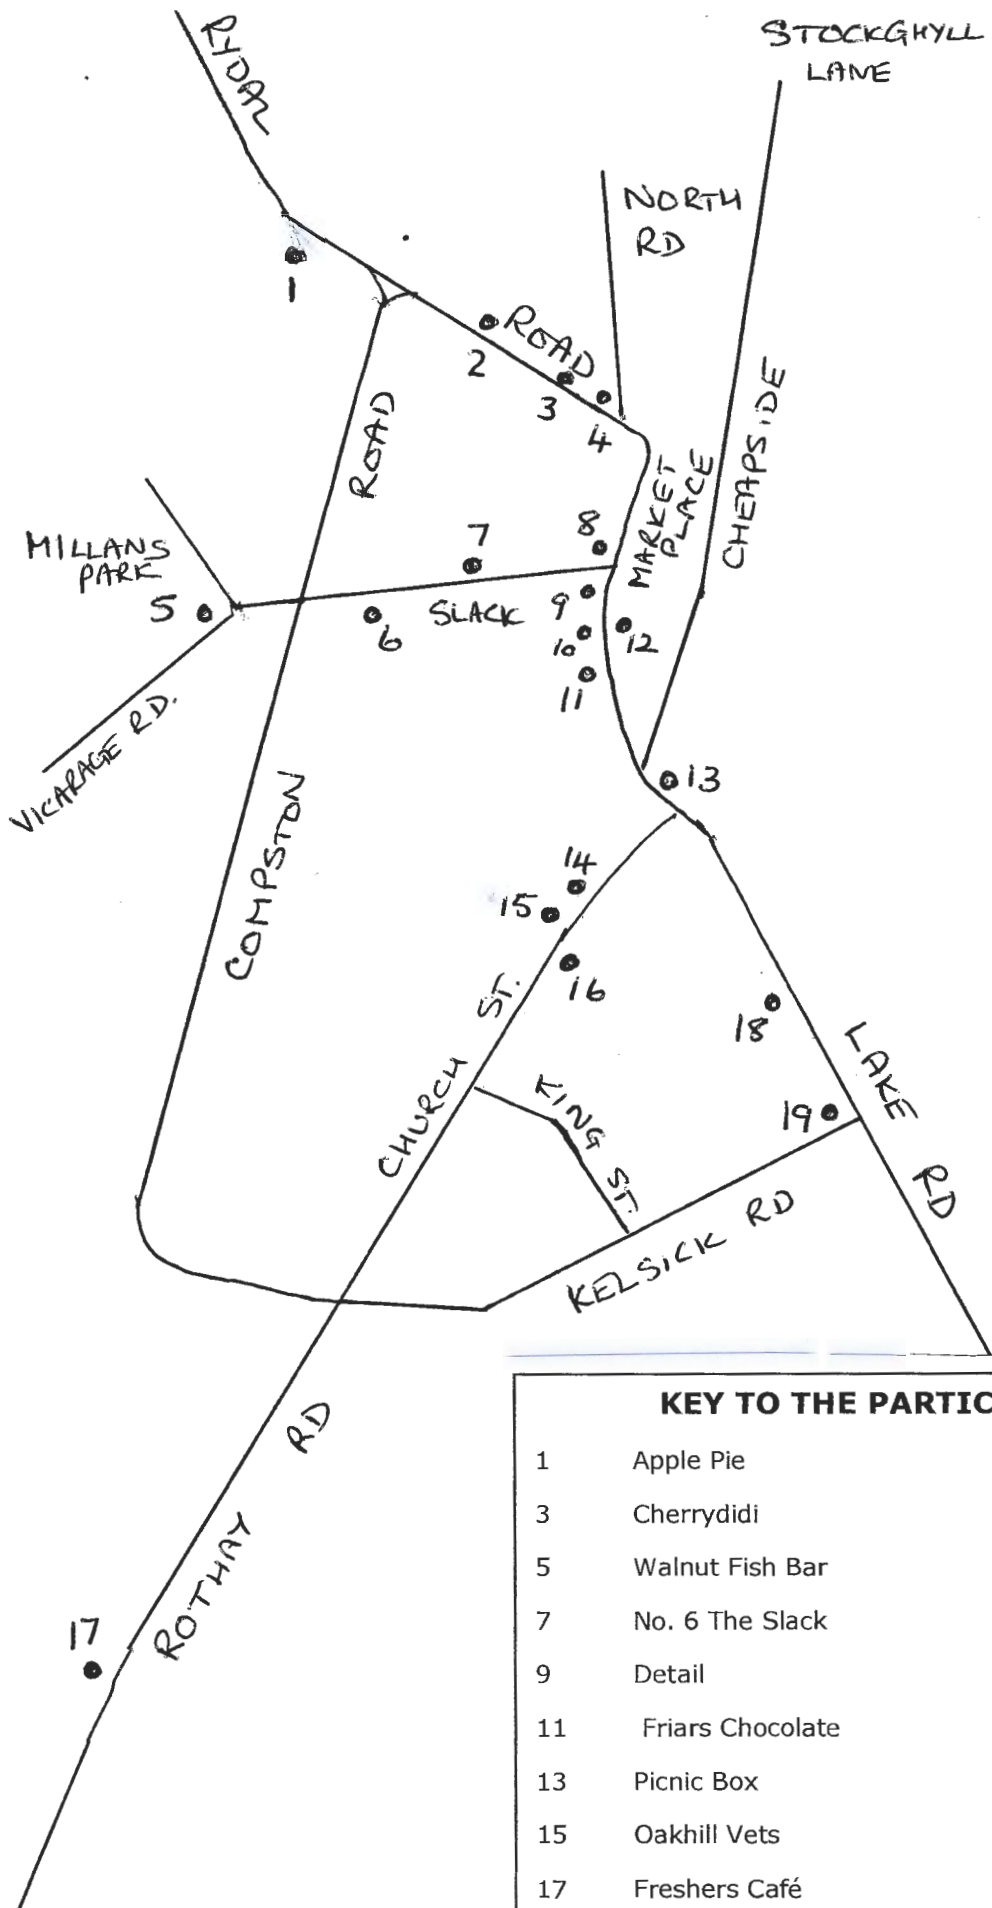 STOCKGHYLL
LANE
RYDAL
NORTH
RD
1
ROAD
2
3
4
ROAD
MARKET
PLACE
CHEAPSIDE
MILLANS
PARK
7
8
5
6
SLACK
9
10
12
11
VICARAGE RD.
13
COMPSTON
14
15
16
CHURCH ST.
18
LAKE RD
KING ST.
19
KELSICK RD
ROTHAY RD
17
KEY TO THE PARTIC
1 Apple Pie
3 Cherrydidi
5 Walnut Fish Bar
7 No. 6 The Slack
9 Detail
11 Friars Chocolate
13 Picnic Box
15 Oakhill Vets
17 Freshers Café